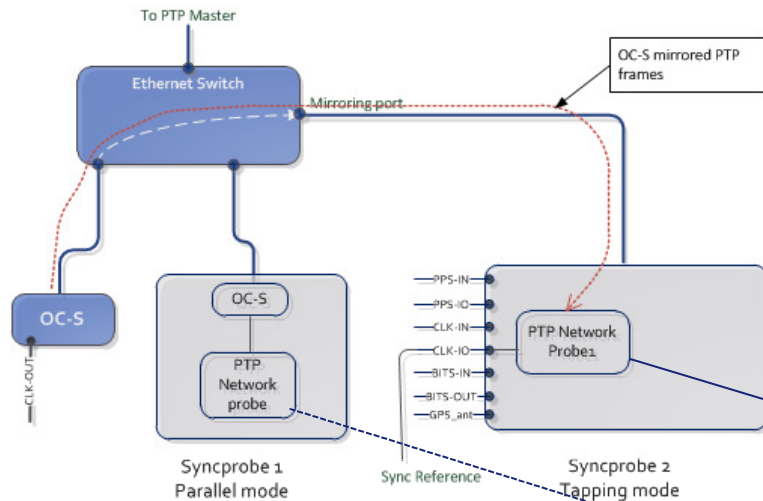 To PTP Master
Ethernet Switch
Mirroring port
OC-S mirrored PTP
frames
OC-S
CLK-OUT
OC-S
PTP
Network
probe
Syncprobe 1
Parallel mode
PPS-IN
PPS-IO
CLK-IN
CLK-IO
BITS-IN
BITS-OUT
GPS_ant
PTP Network
Probe1
Sync Reference
Syncprobe 2
Tapping mode